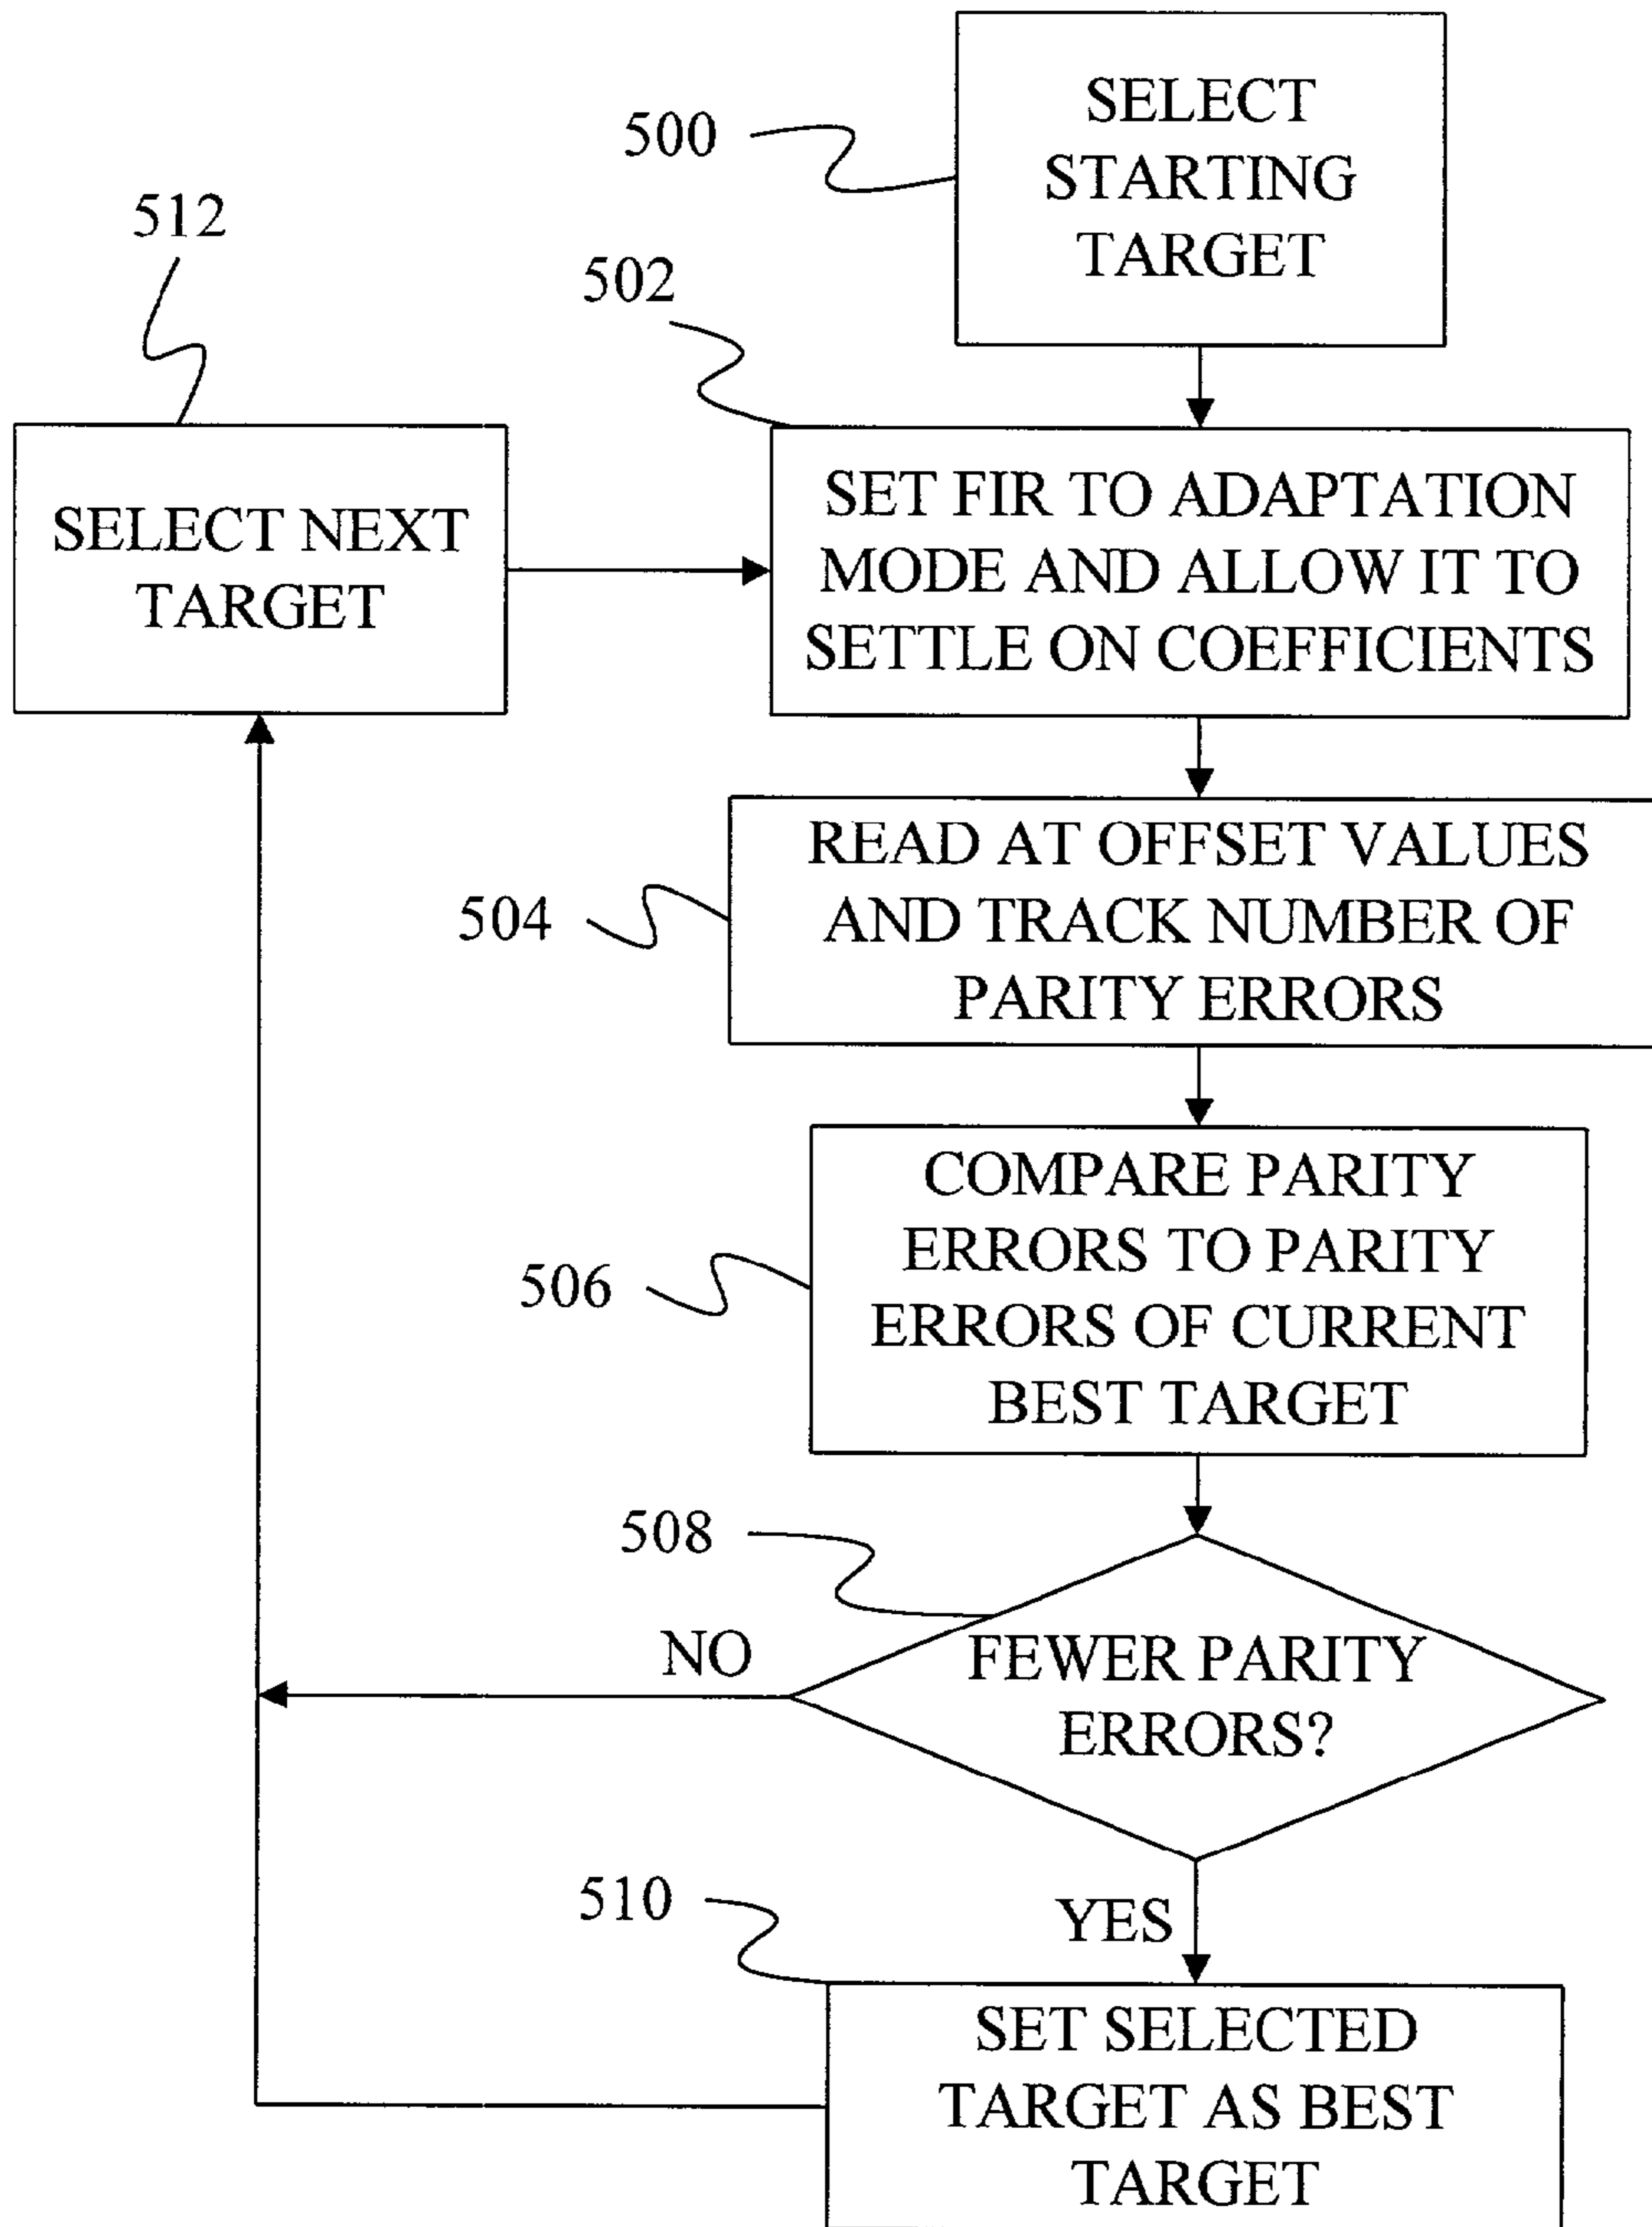 500
SELECT
STARTING
TARGET
512
502
SELECT NEXT
TARGET
SET FIR TO ADAPTATION
MODE AND ALLOW IT TO
SETTLE ON COEFFICIENTS
504
READ AT OFFSET VALUES
AND TRACK NUMBER OF
PARITY ERRORS
506
COMPARE PARITY
ERRORS TO PARITY
ERRORS OF CURRENT
BEST TARGET
508
NO
FEWER PARITY
ERRORS?
YES
510
SET SELECTED
TARGET AS BEST
TARGET